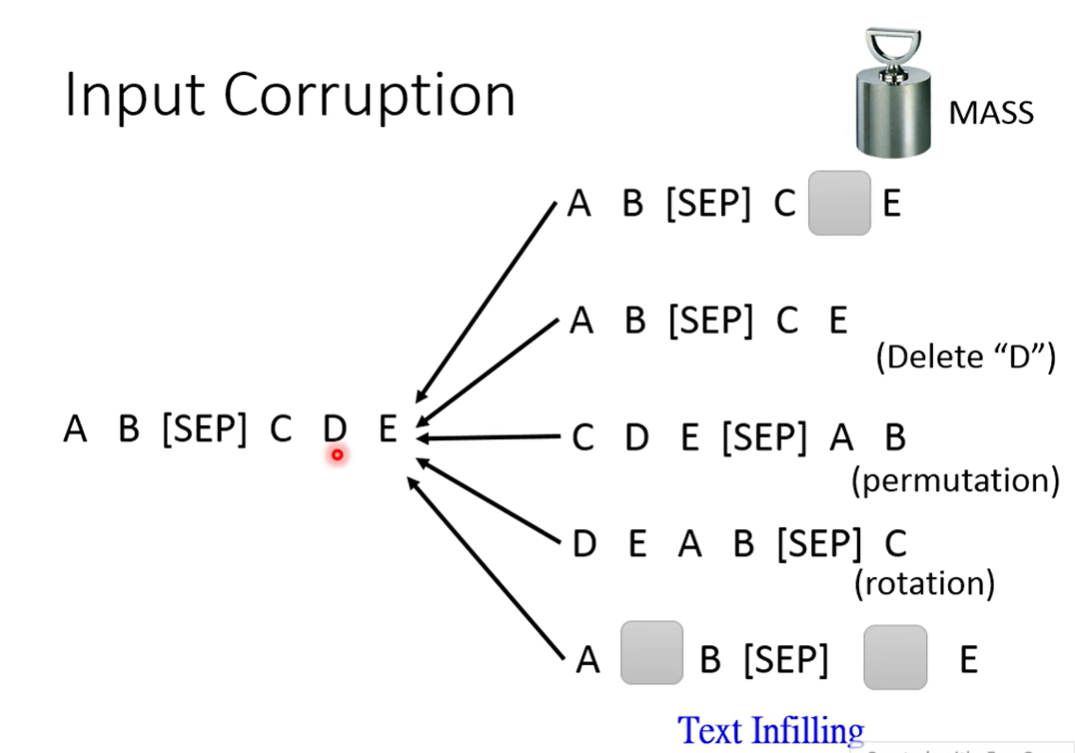 Input Corruption
MASS
A B [SEP] C E
A B [SEP] C E
(Delete “D”)
A B [SEP] C D E
C D E [SEP] A B
(permutation)
D E A B [SEP] C
(rotation)
A B [SEP] E
Text Infilling